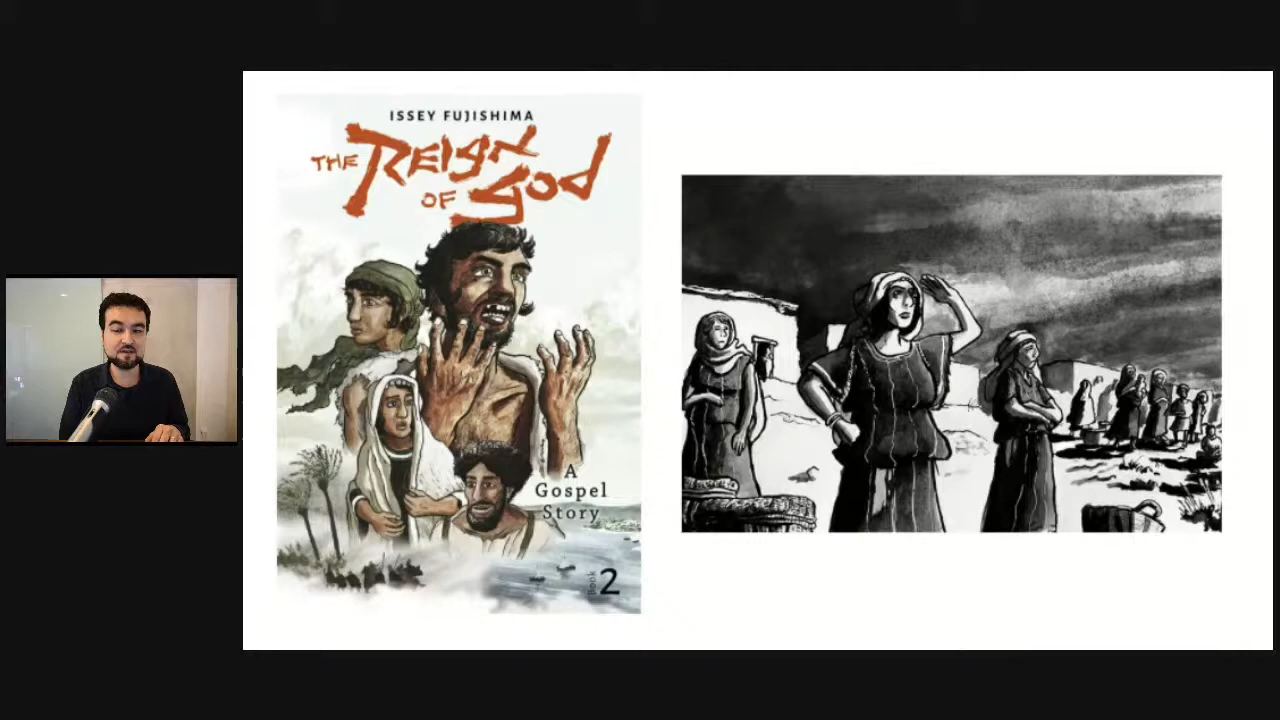 ISSEY FUJISHIMA
THE REIGN
OF GOD
A
Gospel
Story
Book 2